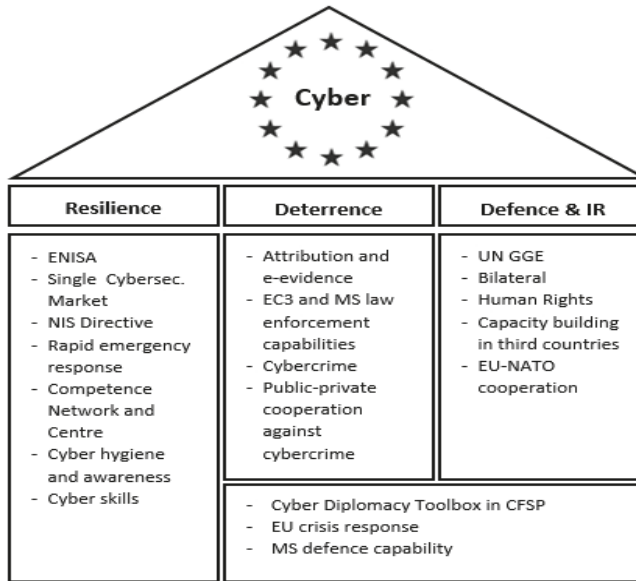 Cyber
Resilience
- ENISA
- Single Cybersec.
Market
- NIS Directive
- Rapid emergency
response
- Competence
Network and
Centre
- Cyber hygiene
and awareness
- Cyber skills
Deterrence
- Attribution and
e-evidence
- EC3 and MS law
enforcement
capabilities
- Cybercrime
- Public-private
cooperation
against
cybercrime
Defence & IR
- UN GGE
- Bilateral
- Human Rights
- Capacity building
in third countries
- EU-NATO
cooperation
- Cyber Diplomacy Toolbox in CFSP
- EU crisis response
- MS defence capability